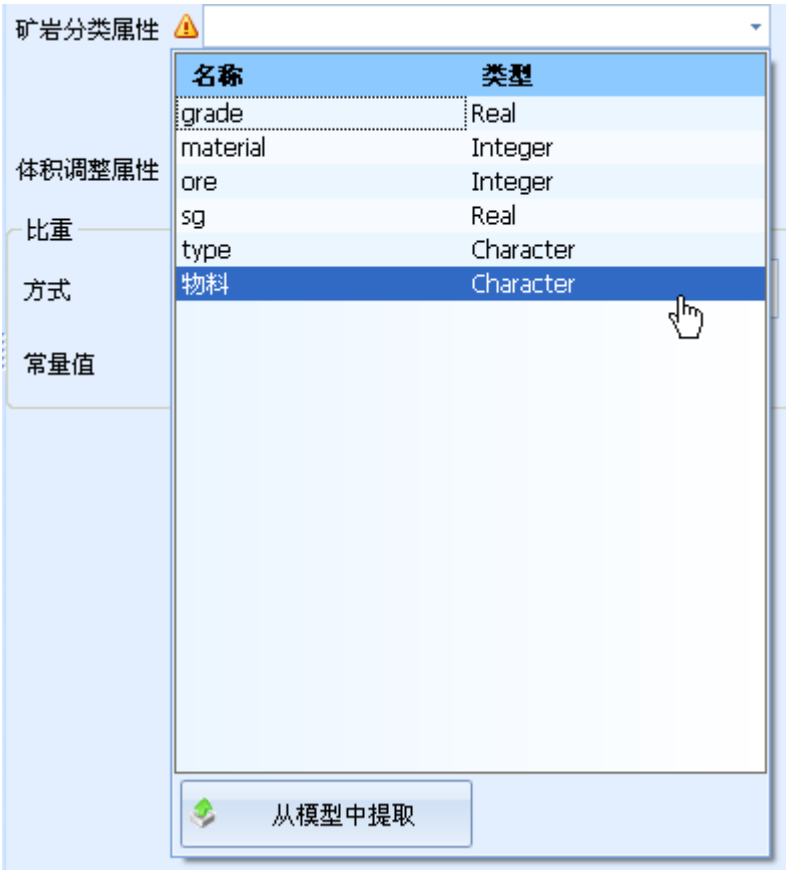 矿岩分类属性
名称 类型
grade Real
material Integer
体积调整属性
ore Integer
sg Real
比重
type Character
物料 Character
方式
常量值
从模型中提取